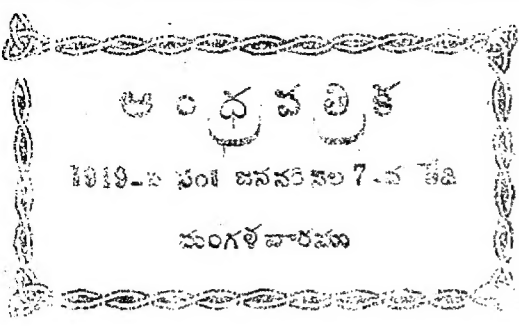 ఆంధ్రపత్రిక
1919-వ సం॥ జనవరినెల 7-వ తేది
మంగళవారము